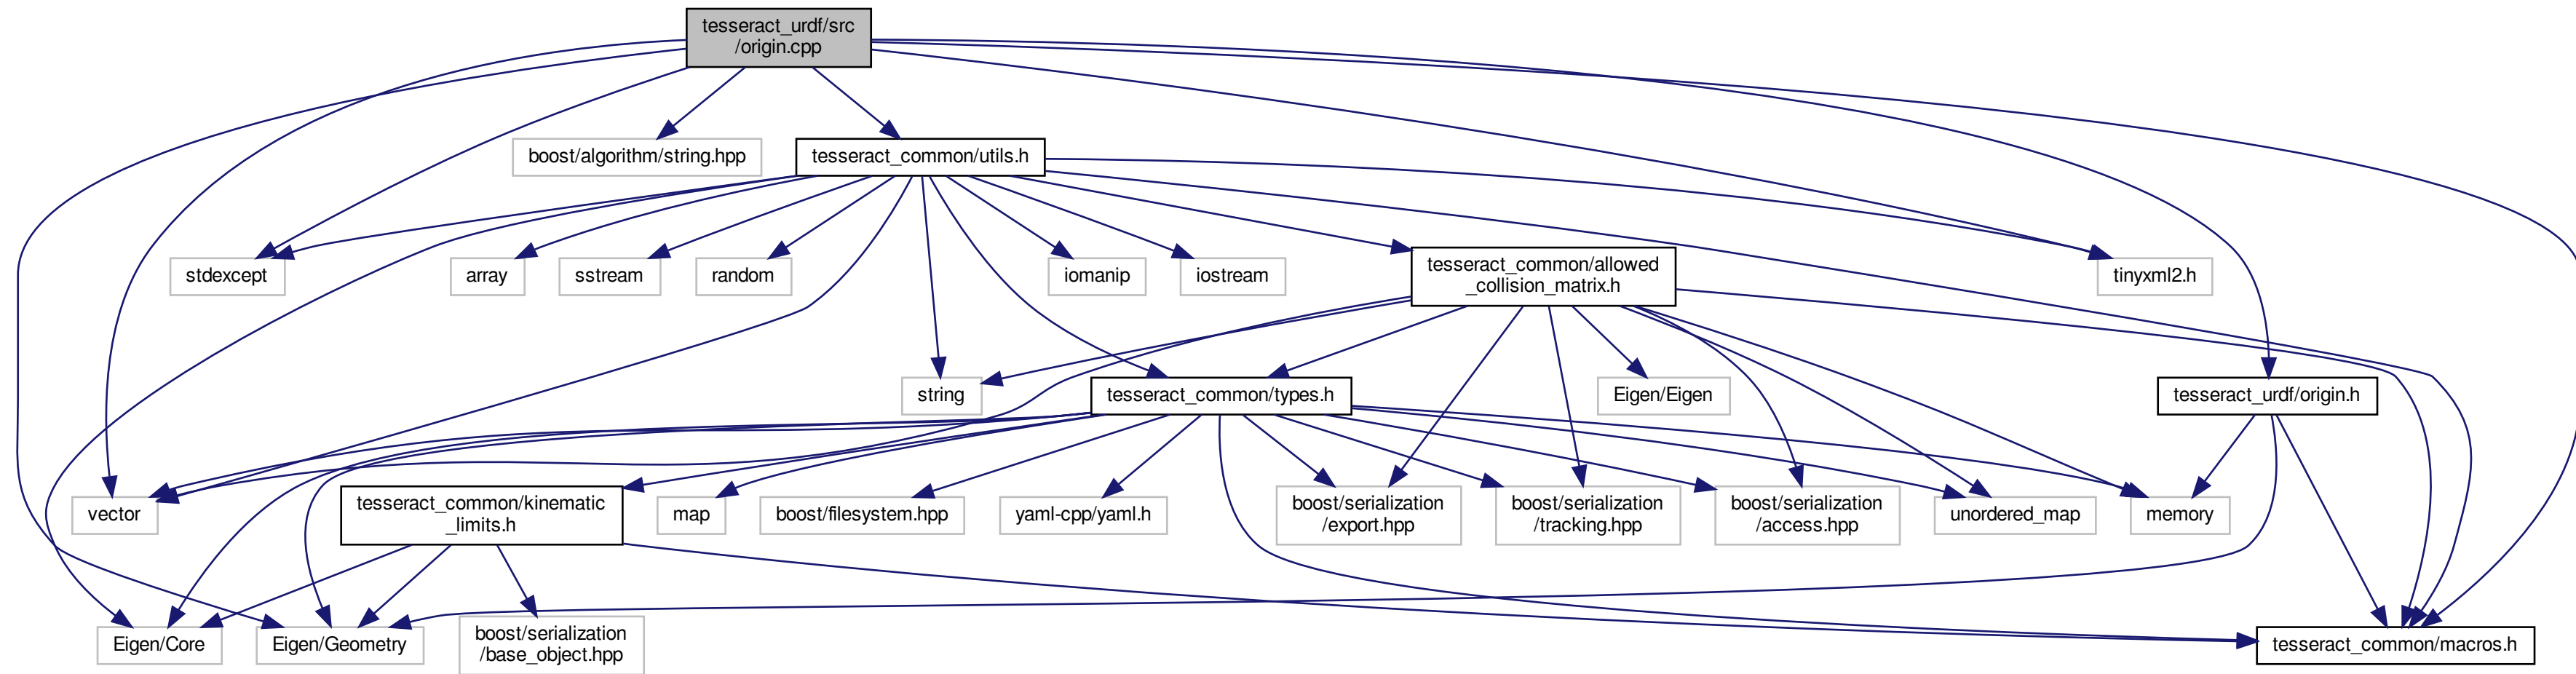 tesseract_urdf/src
/origin.cpp
boost/algorithm/string.hpp
tesseract_common/utils.h
stdexcept
array
sstream
random
iomanip
iostream
tesseract_common/allowed
_collision_matrix.h
tinyxml2.h
string
tesseract_common/types.h
Eigen/Eigen
tesseract_urdf/origin.h
vector
tesseract_common/kinematic
_limits.h
map
boost/filesystem.hpp
yaml-cpp/yaml.h
boost/serialization
/export.hpp
boost/serialization
/tracking.hpp
boost/serialization
/access.hpp
unordered_map
memory
Eigen/Core
Eigen/Geometry
boost/serialization
/base_object.hpp
tesseract_common/macros.h